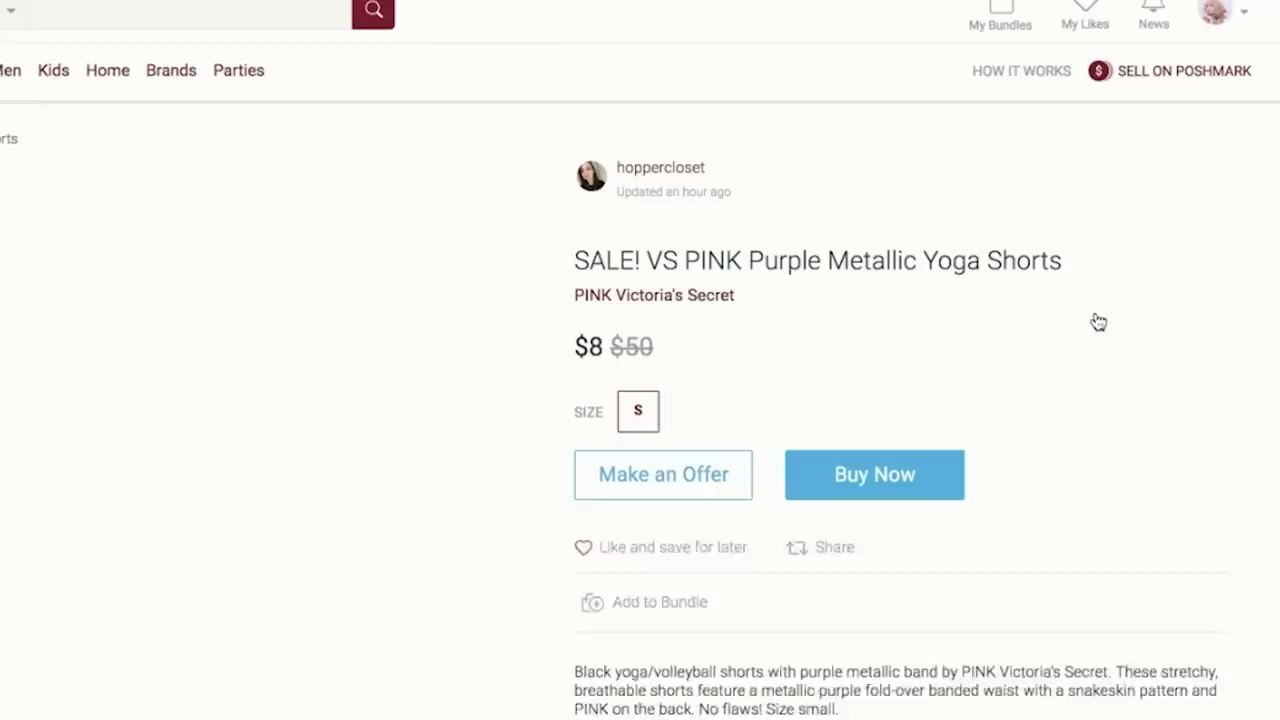 My Bundles
My Likes
News
Men Kids Home Brands Parties
HOW IT WORKS
$ SELL ON POSHMARK
hoppercloset
Updated an hour ago
SALE! VS PINK Purple Metallic Yoga Shorts
PINK Victoria's Secret
$8 $50
SIZE S
Make an Offer
Buy Now
Like and save for later
Share
Add to Bundle
Black yoga/volleyball shorts with purple metallic band by PINK Victoria's Secret. These stretchy,
breathable shorts feature a metallic purple fold-over banded waist with a snakeskin pattern and
PINK on the back. No flaws! Size small.